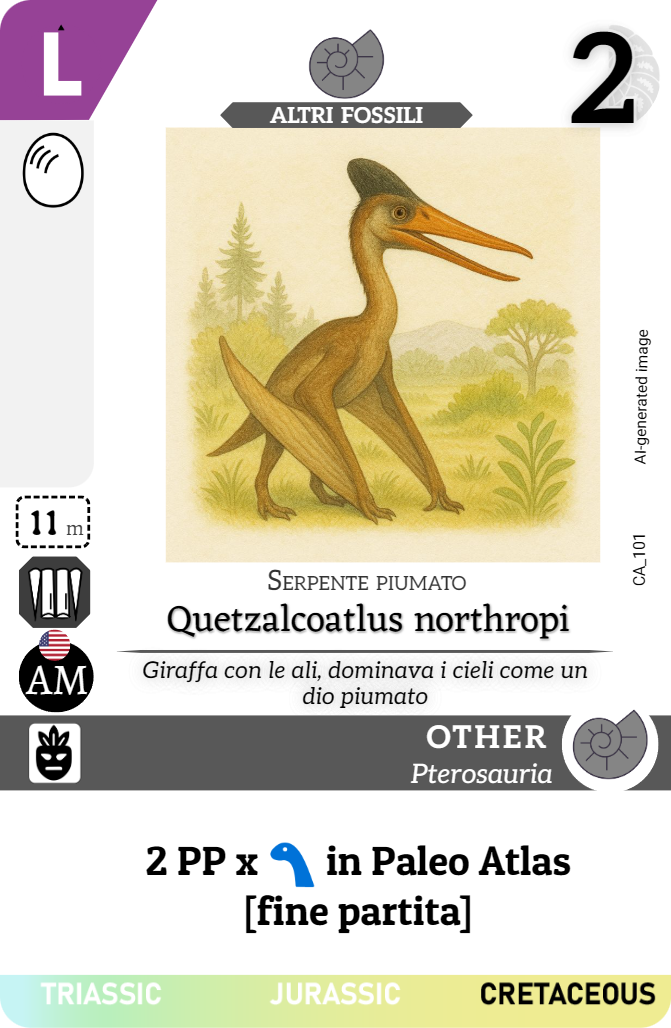 L
2
ALTRI FOSSILI
AI-generated image
11 m
CA_101
SERPENTE PIUMATO
Quetzalcoatlus northropi
AM
Giraffa con le ali, dominava i cieli come un
dio piumato
OTHER
Pterosauria
2 PP x in Paleo Atlas
[fine partita]
TRIASSIC JURASSIC CRETACEOUS